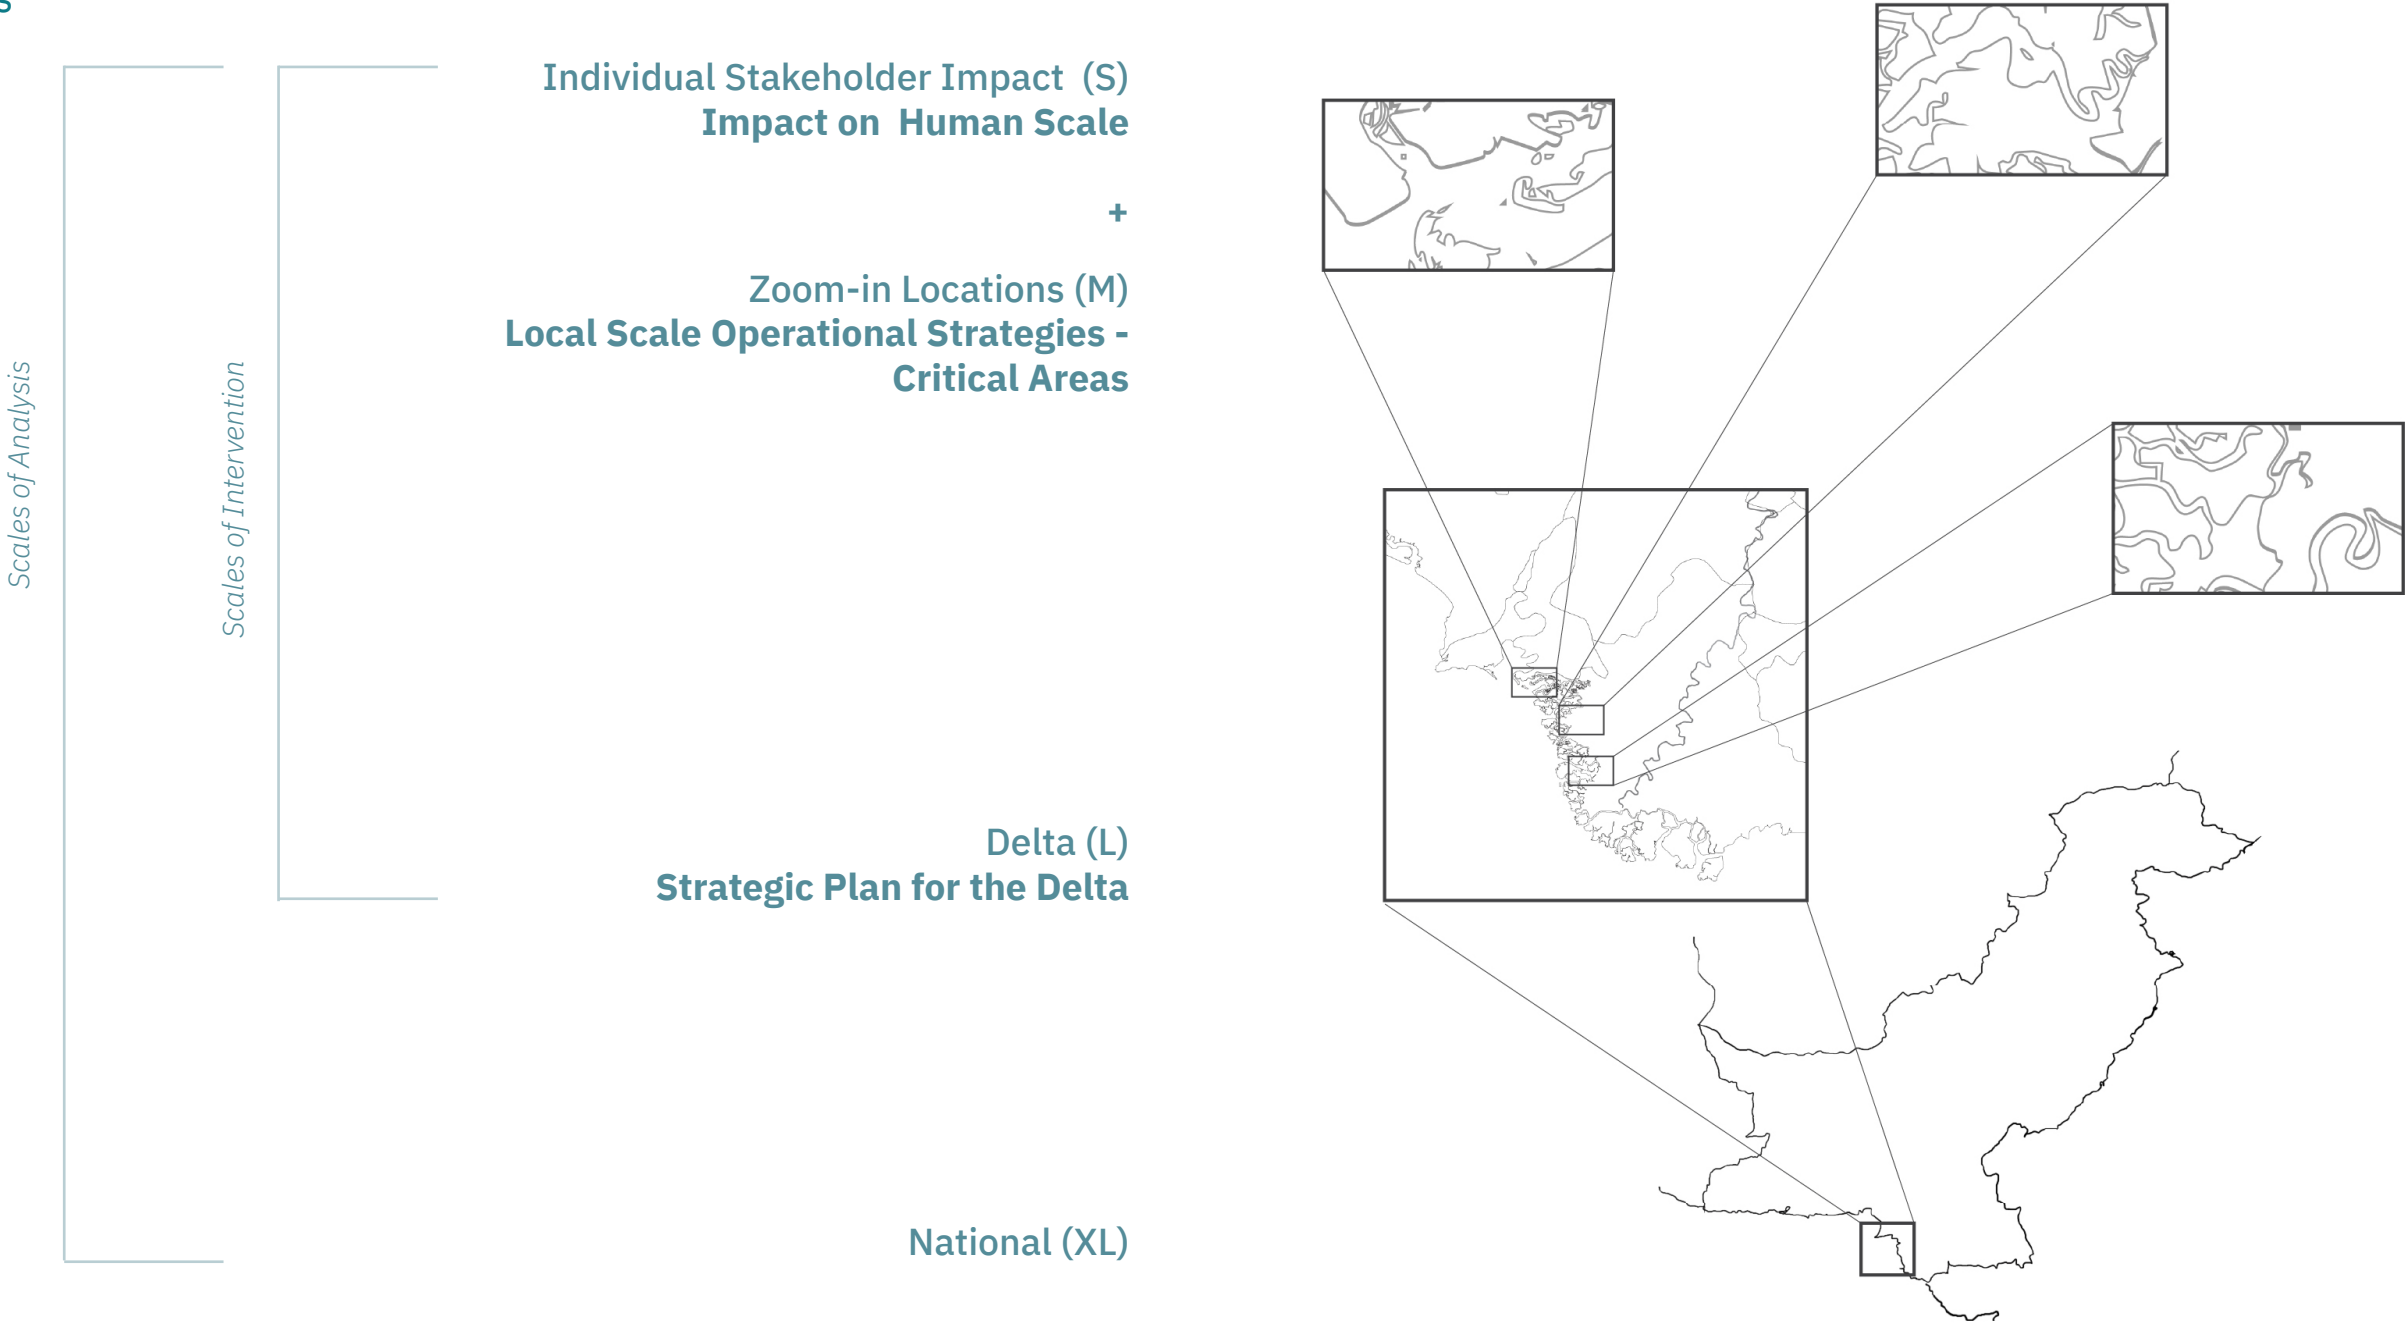 Individual Stakeholder Impact (S)
Impact on Human Scale
+
Zoom-in Locations (M)
Local Scale Operational Strategies -
Critical Areas
Scales of Analysis
Scales of Intervention
Delta (L)
Strategic Plan for the Delta
National (XL)